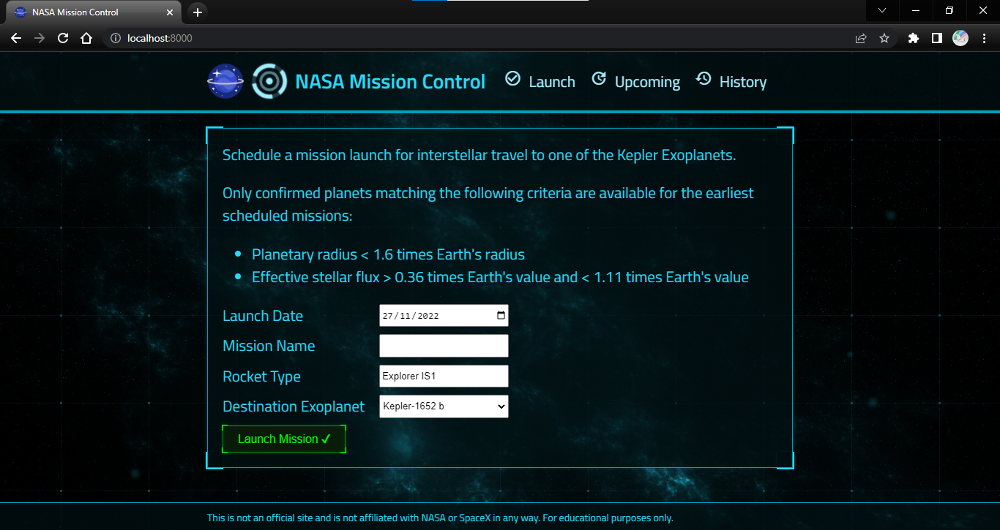 NASA Mission Control
localhost:8000
NASA Mission Control Launch Upcoming History
Schedule a mission launch for interstellar travel to one of the Kepler Exoplanets.
Only confirmed planets matching the following criteria are available for the earliest
scheduled missions:
• Planetary radius < 1.6 times Earth's radius
• Effective stellar flux > 0.36 times Earth's value and < 1.11 times Earth's value
Launch Date 27/11/2022
Mission Name
Rocket Type Explorer IS1
Destination Exoplanet Kepler-1652 b
Launch Mission ✔
This is not an official site and is not affiliated with NASA or SpaceX in any way. For educational purposes only.